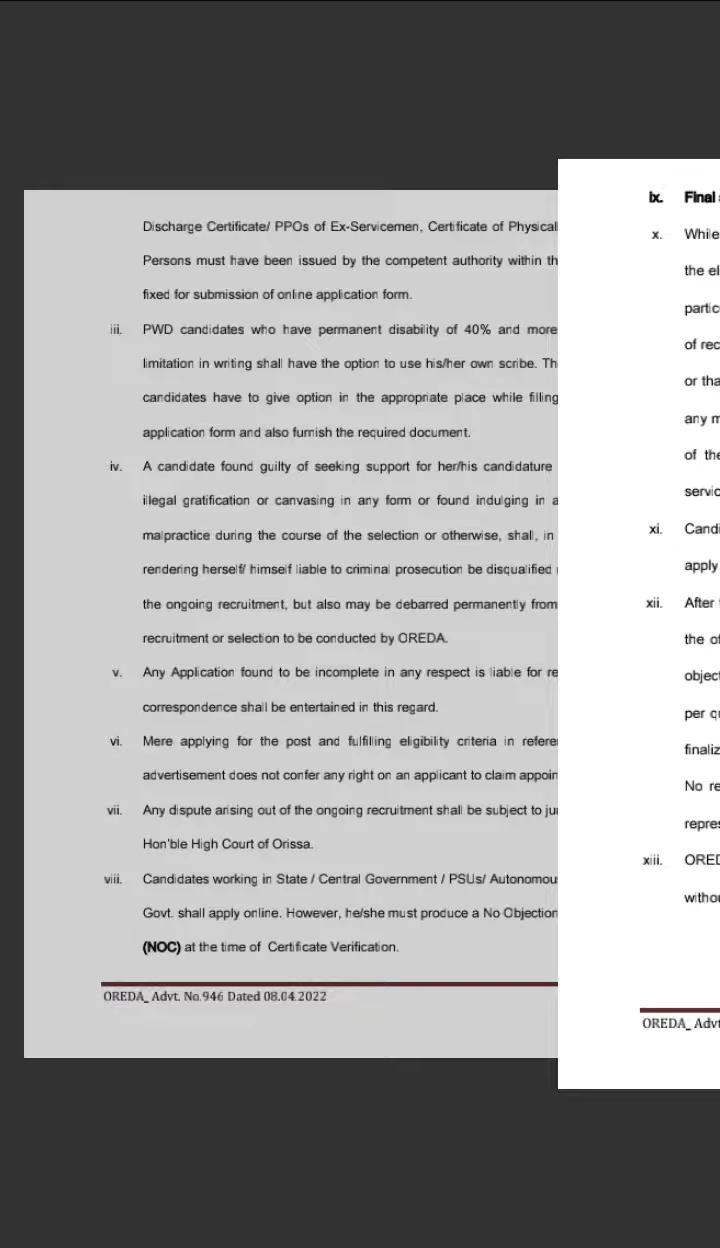 Discharge Certificate/ PPOs of Ex-Servicemen, Certificate of Physical
Persons must have been issued by the competent authority within th
fixed for submission of online application form.
iii. PWD candidates who have permanent disability of 40% and more
limitation in writing shall have the option to use his/her own scribe. Th
candidates have to give option in the appropriate place while filling
application form and also furnish the required document.
iv. A candidate found guilty of seeking support for her/his candidature
illegal gratification or canvasing in any form or found indulging in a
malpractice during the course of the selection or otherwise, shall, in
rendering herself/ himself liable to criminal prosecution be disqualified
the ongoing recruitment, but also may be debarred permanently from
recruitment or selection to be conducted by OREDA.
v. Any Application found to be incomplete in any respect is liable for re
correspondence shall be entertained in this regard.
vi. Mere applying for the post and fulfilling eligibility criteria in refere
advertisement does not confer any right on an applicant to claim appoin
vii. Any dispute arising out of the ongoing recruitment shall be subject to ju
Hon'ble High Court of Orissa.
viii. Candidates working in State / Central Government / PSUs/ Autonomou
Govt. shall apply online. However, he/she must produce a No Objection
(NOC) at the time of Certificate Verification.
OREDA_ Advt. No.946 Dated 08.04.2022
ix. Final
x. While
the el
partic
of rec
or tha
any m
of the
servic
xi. Candi
apply
xii. After
the of
object
per qu
finaliz
No re
repres
xiii. ORED
withou
OREDA_ Advt